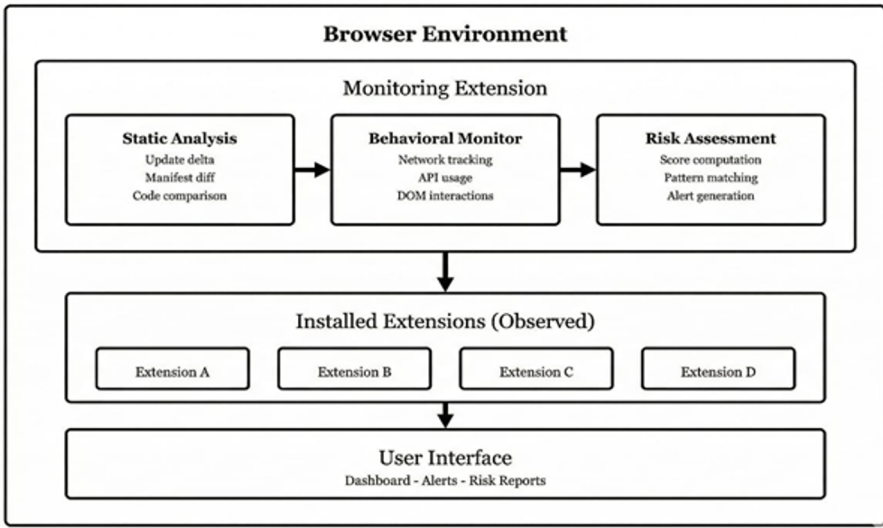 Browser Environment
Monitoring Extension
Static Analysis
Update delta
Manifest diff
Code comparison
Behavioral Monitor
Network tracking
API usage
DOM interactions
Risk Assessment
Score computation
Pattern matching
Alert generation
Installed Extensions (Observed)
Extension A
Extension B
Extension C
Extension D
User Interface
Dashboard - Alerts - Risk Reports